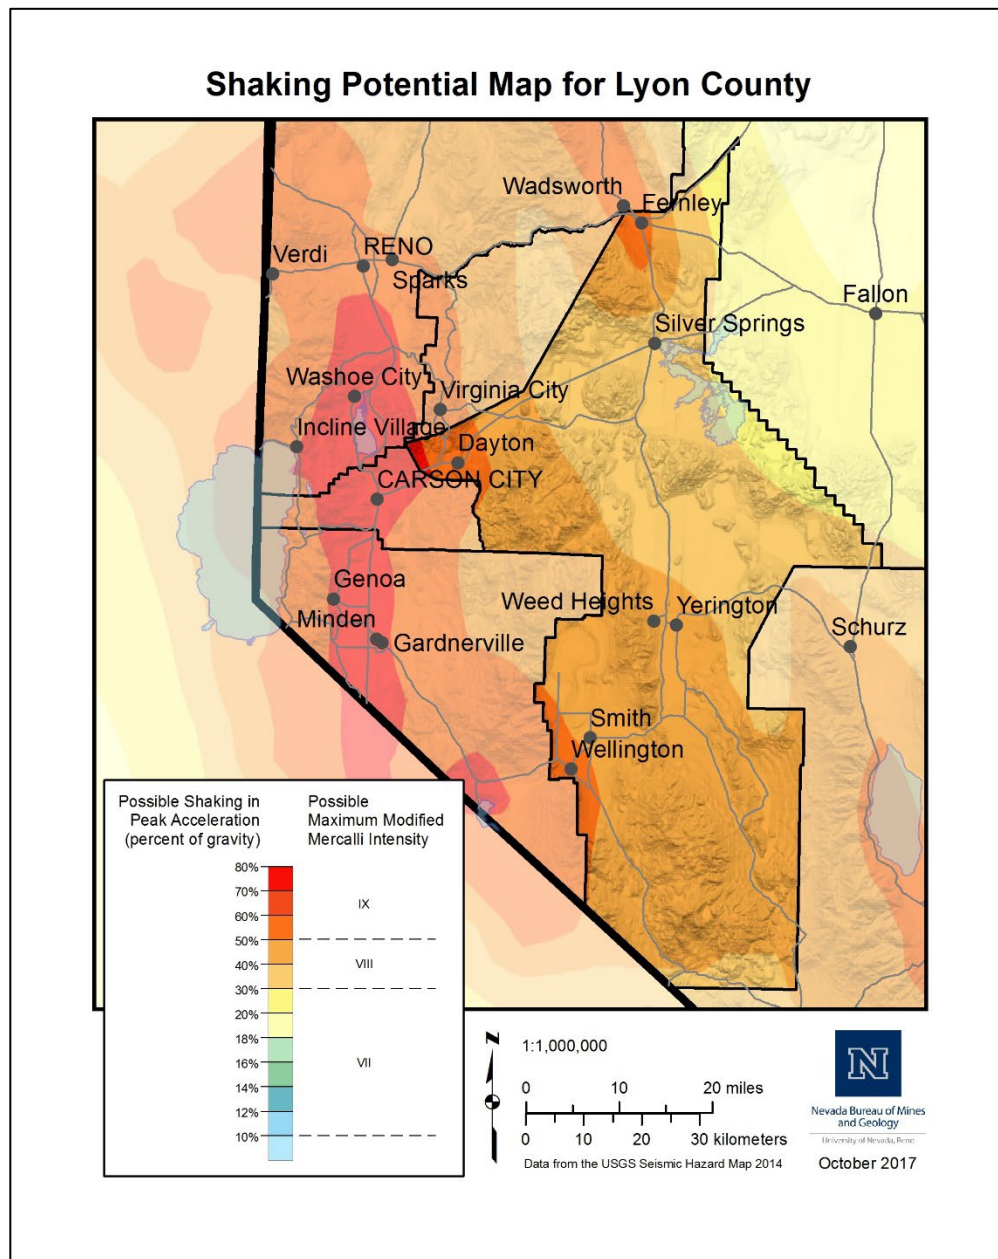 Shaking Potential Map for Lyon County
Wadsworth
Fernley
Verdi
RENO
Sparks
Fallon
Silver Springs
Washoe City
Virginia City
Incline Village
Dayton
CARSON CITY
Genoa
Weed Heights
Yerington
Minden
Gardnerville
Schurz
Smith
Wellington
Possible Shaking in
Peak Acceleration
(percent of gravity)
Possible
Maximum Modified
Mercalli Intensity
80%
70%
60%
50%
40%
30%
20%
18%
16%
14%
12%
10%
IX
VIII
VII
N
1:1,000,000
0 10 20 miles
0 10 20 30 kilometers
Data from the USGS Seismic Hazard Map 2014
N
Nevada Bureau of Mines
and Geology
University of Nevada, Reno
October 2017